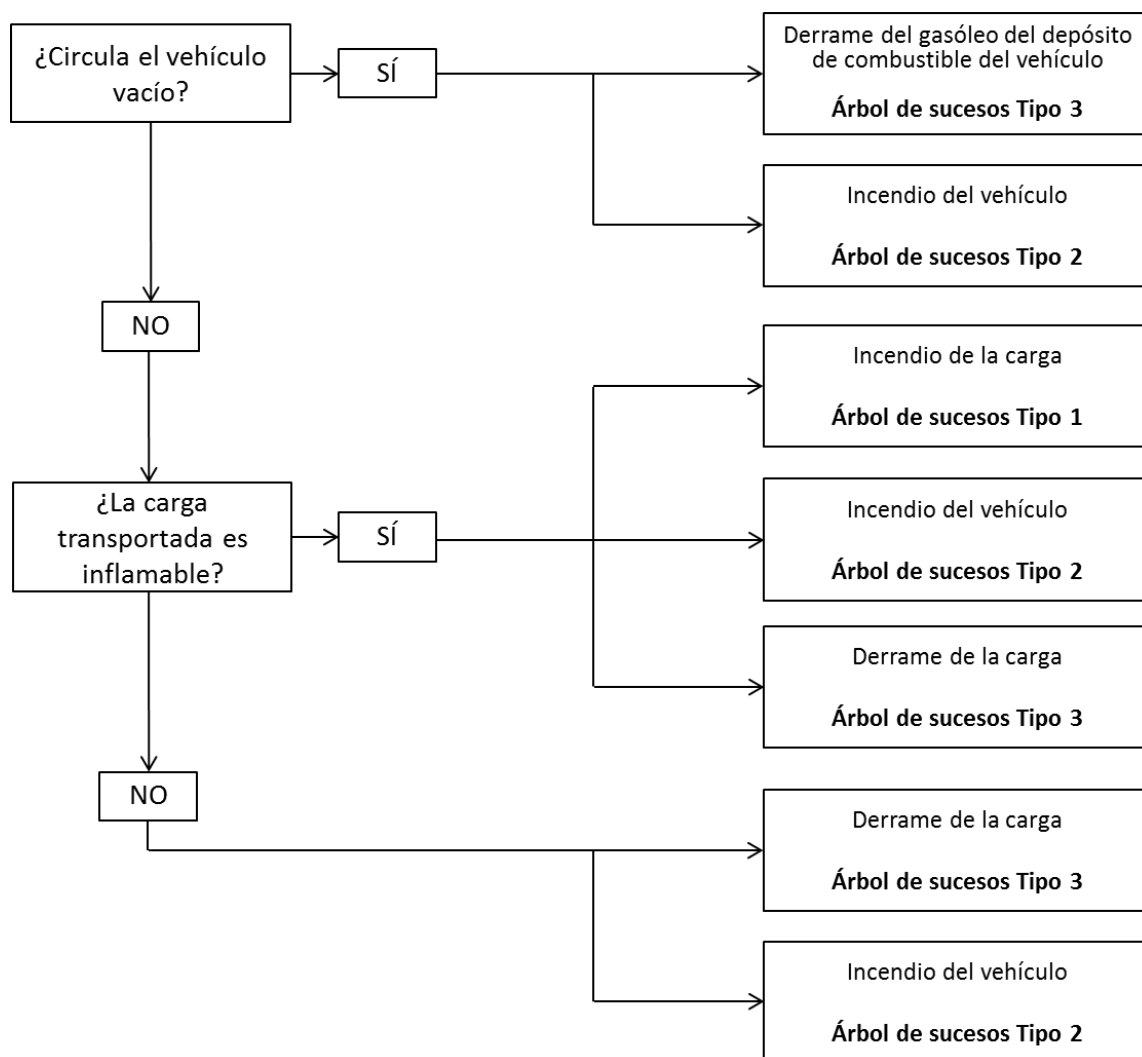 ¿Circula el vehículo
vacío?
SÍ
Derrame del gasóleo del depósito
de combustible del vehículo
Árbol de sucesos Tipo 3
Incendio del vehículo
Árbol de sucesos Tipo 2
NO
Incendio de la carga
Árbol de sucesos Tipo 1
¿La carga
transportada es
inflamable?
SÍ
Incendio del vehículo
Árbol de sucesos Tipo 2
Derrame de la carga
Árbol de sucesos Tipo 3
NO
Derrame de la carga
Árbol de sucesos Tipo 3
Incendio del vehículo
Árbol de sucesos Tipo 2